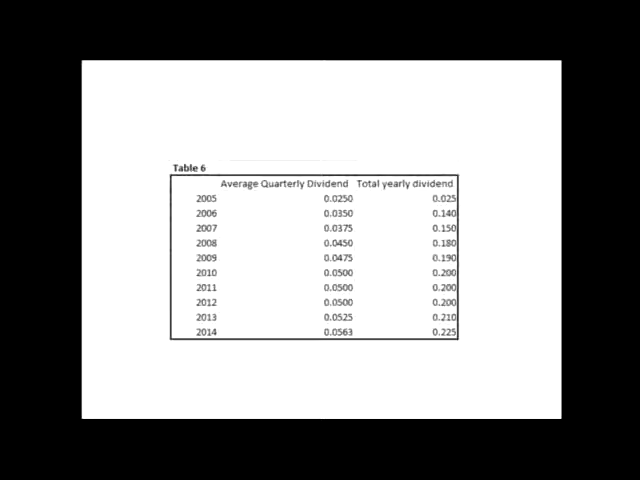 Table 6
Average Quarterly Dividend Total yearly dividend
2005 0.0250 0.025
2006 0.0350 0.140
2007 0.0375 0.150
2008 0.0450 0.180
2009 0.0475 0.190
2010 0.0500 0.200
2011 0.0500 0.200
2012 0.0500 0.200
2013 0.0525 0.210
2014 0.0563 0.225